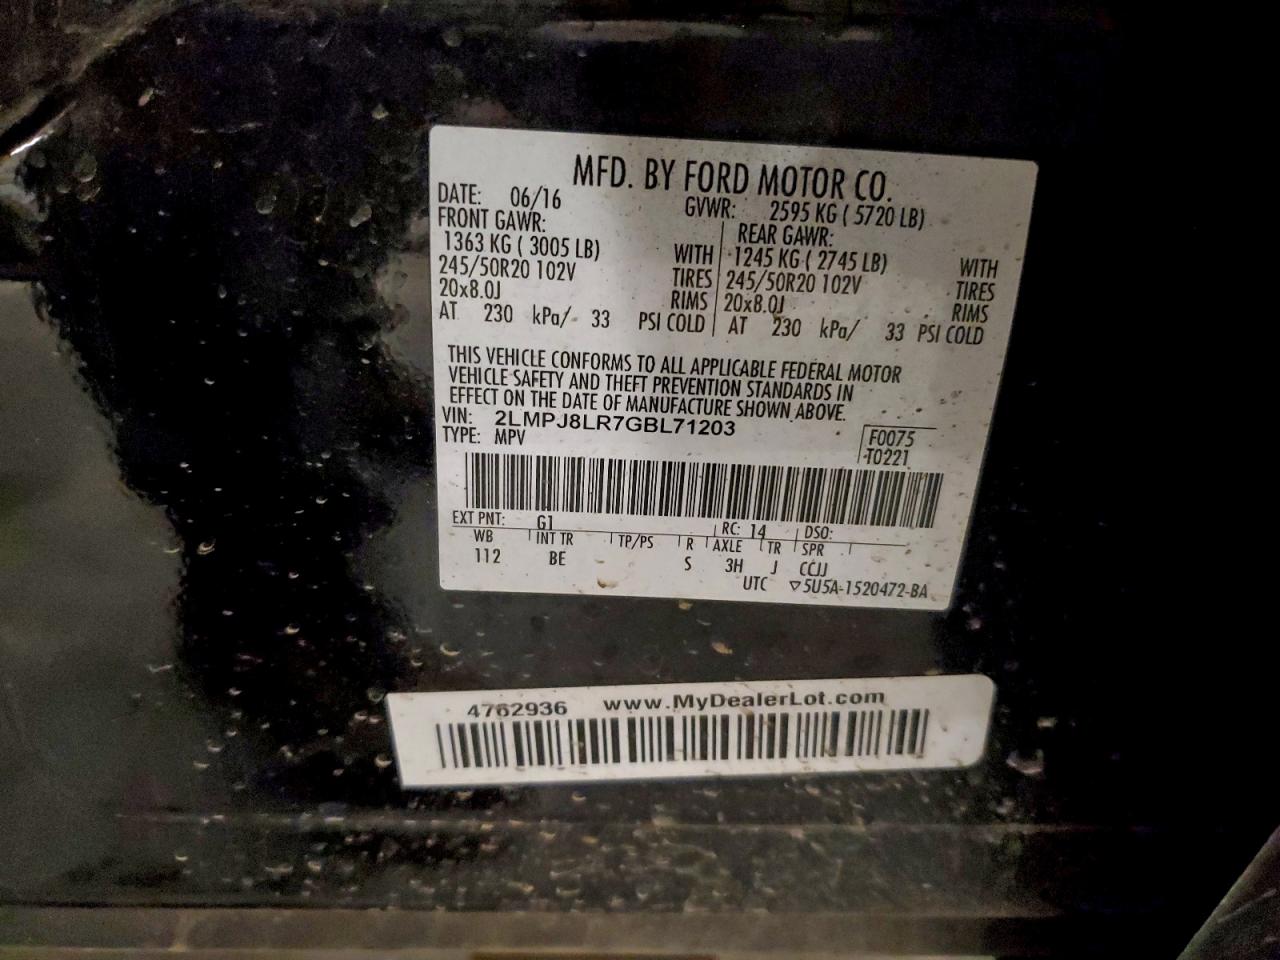 MFD. BY FORD MOTOR CO.
DATE: 06/16 GVWR: 2595 KG ( 5720 LB)
FRONT GAWR: REAR GAWR:
1363 KG ( 3005 LB) WITH 1245 KG ( 2745 LB) WITH
245/50R20 102V TIRES 245/50R20 102V TIRES
20x8.0J RIMS 20x8.0J RIMS
AT 230 kPa/ 33 PSI COLD AT 230 kPa/ 33 PSI COLD
THIS VEHICLE CONFORMS TO ALL APPLICABLE FEDERAL MOTOR
VEHICLE SAFETY AND THEFT PREVENTION STANDARDS IN
EFFECT ON THE DATE OF MANUFACTURE SHOWN ABOVE.
VIN: 2LMPJ8LR7GBL71203
TYPE: MPV
F0075
T0221
EXT PNT: G1 RC: 14 DSO:
WB INT TR TP/PS R AXLE TR SPR
112 BE S 3H J CCJJ
UTC ▽5U5A-1520472-BA
4762936 www.MyDealerLot.com